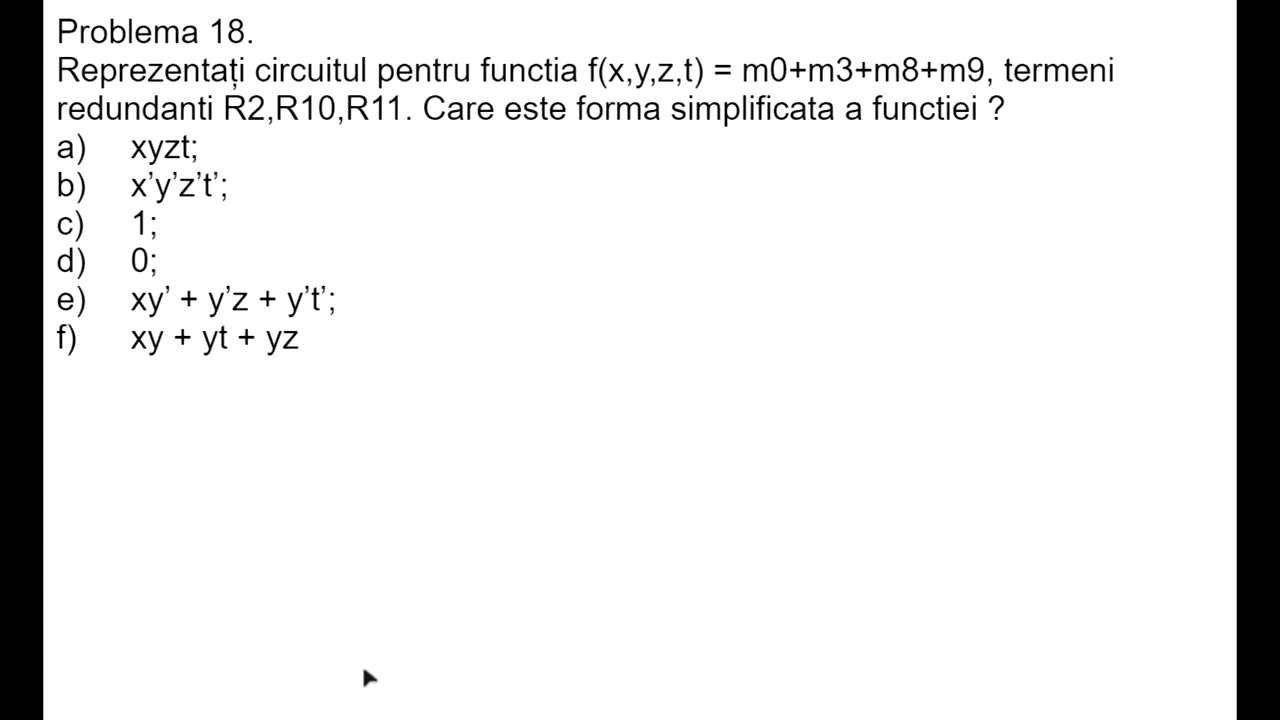 Problema 18.
Reprezentați circuitul pentru functia f(x,y,z,t) = m0+m3+m8+m9, termeni
redundanti R2,R10,R11. Care este forma simplificata a functiei ?
a) xyzt;
b) x’y’z’t’;
c) 1;
d) 0;
e) xy’ + y’z + y’t’;
f) xy + yt + yz